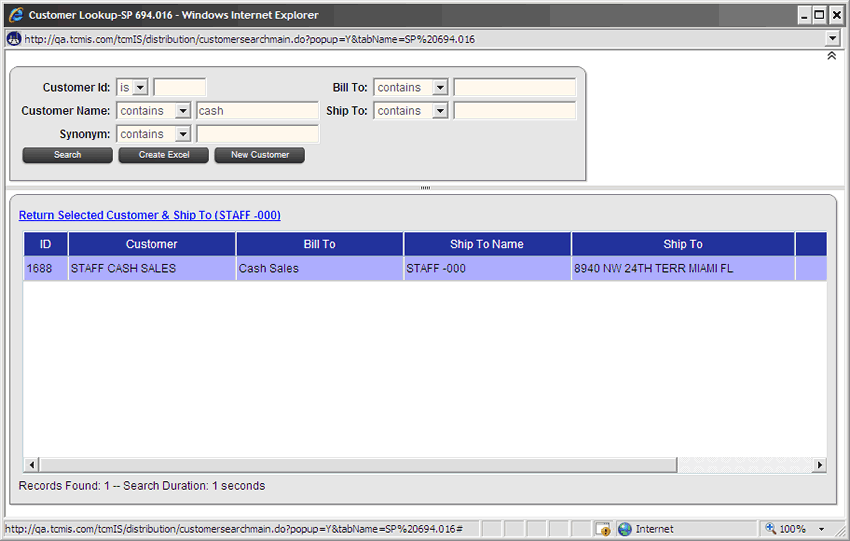 Customer Lookup-SP 694.016 - Windows Internet Explorer
http://qa.tcmis.com/tcmIS/distribution/customersearchmain.do?popup=Y&tabName=SP%20694.016
Customer Id: is Bill To: contains
Customer Name: contains cash Ship To: contains
Synonym: contains
Search Create Excel New Customer
Return Selected Customer & Ship To (STAFF -000)
ID Customer Bill To Ship To Name Ship To
1688 STAFF CASH SALES Cash Sales STAFF -000 8940 NW 24TH TERR MIAMI FL
Records Found: 1 -- Search Duration: 1 seconds
http://qa.tcmis.com/tcmIS/distribution/customersearchmain.do?popup=Y&tabName=SP%20694.016# Internet 100%